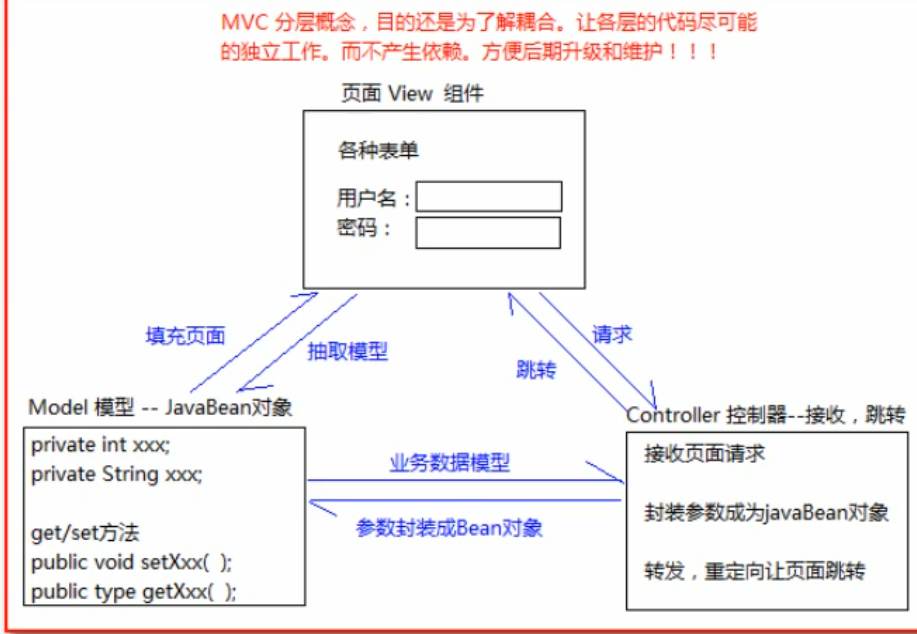 MVC 分层概念，目的还是为了解耦合。让各层的代码尽可能
的独立工作。而不产生依赖。方便后期升级和维护！！！
页面 View 组件
各种表单
用户名：
密码：
填充页面
抽取模型
请求
跳转
Model 模型 -- JavaBean对象
private int xxx;
private String xxx;
get/set方法
public void setXxx( );
public type getXxx( );
业务数据模型
参数封装成Bean对象
Controller 控制器--接收，跳转
接收页面请求
封装参数成为javaBean对象
转发，重定向让页面跳转